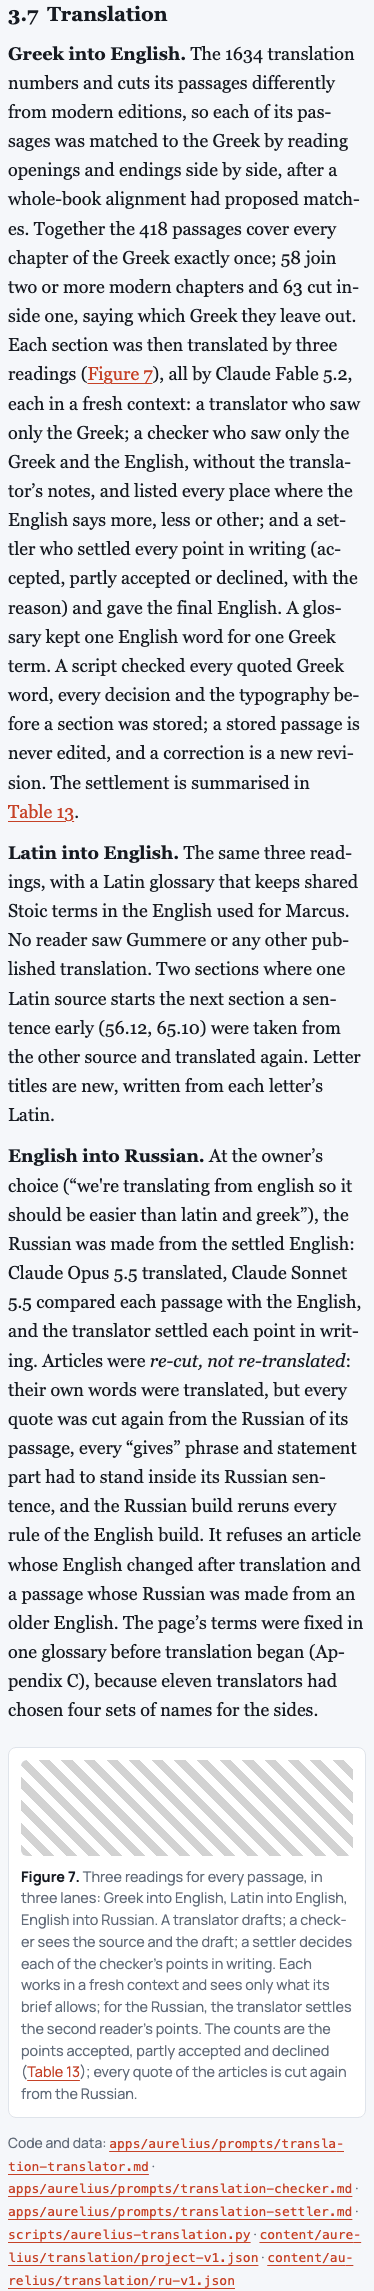 3.7 Translation
Greek into English. The 1634 translation
numbers and cuts its passages differently
from modern editions, so each of its pas-
sages was matched to the Greek by reading
openings and endings side by side, after a
whole-book alignment had proposed match-
es. Together the 418 passages cover every
chapter of the Greek exactly once; 58 join
two or more modern chapters and 63 cut in-
side one, saying which Greek they leave out.
Each section was then translated by three
readings (Figure 7), all by Claude Fable 5.2,
each in a fresh context: a translator who saw
only the Greek; a checker who saw only the
Greek and the English, without the transla-
tor’s notes, and listed every place where the
English says more, less or other; and a set-
tler who settled every point in writing (ac-
cepted, partly accepted or declined, with the
reason) and gave the final English. A glos-
sary kept one English word for one Greek
term. A script checked every quoted Greek
word, every decision and the typography be-
fore a section was stored; a stored passage is
never edited, and a correction is a new revi-
sion. The settlement is summarised in
Table 13.
Latin into English. The same three read-
ings, with a Latin glossary that keeps shared
Stoic terms in the English used for Marcus.
No reader saw Gummere or any other pub-
lished translation. Two sections where one
Latin source starts the next section a sen-
tence early (56.12, 65.10) were taken from
the other source and translated again. Letter
titles are new, written from each letter’s
Latin.
English into Russian. At the owner’s
choice (“we're translating from english so it
should be easier than latin and greek”), the
Russian was made from the settled English:
Claude Opus 5.5 translated, Claude Sonnet
5.5 compared each passage with the English,
and the translator settled each point in writ-
ing. Articles were re-cut, not re-translated:
their own words were translated, but every
quote was cut again from the Russian of its
passage, every “gives” phrase and statement
part had to stand inside its Russian sen-
tence, and the Russian build reruns every
rule of the English build. It refuses an article
whose English changed after translation and
a passage whose Russian was made from an
older English. The page’s terms were fixed in
one glossary before translation began (Ap-
pendix C), because eleven translators had
chosen four sets of names for the sides.
Figure 7. Three readings for every passage, in
three lanes: Greek into English, Latin into English,
English into Russian. A translator drafts; a check-
er sees the source and the draft; a settler decides
each of the checker’s points in writing. Each
works in a fresh context and sees only what its
brief allows; for the Russian, the translator settles
the second reader’s points. The counts are the
points accepted, partly accepted and declined
(Table 13); every quote of the articles is cut again
from the Russian.
Code and data: apps/aurelius/prompts/transla-
tion-translator.md ·
apps/aurelius/prompts/translation-checker.md ·
apps/aurelius/prompts/translation-settler.md ·
scripts/aurelius-translation.py · content/aure-
lius/translation/project-v1.json · content/au-
relius/translation/ru-v1.json